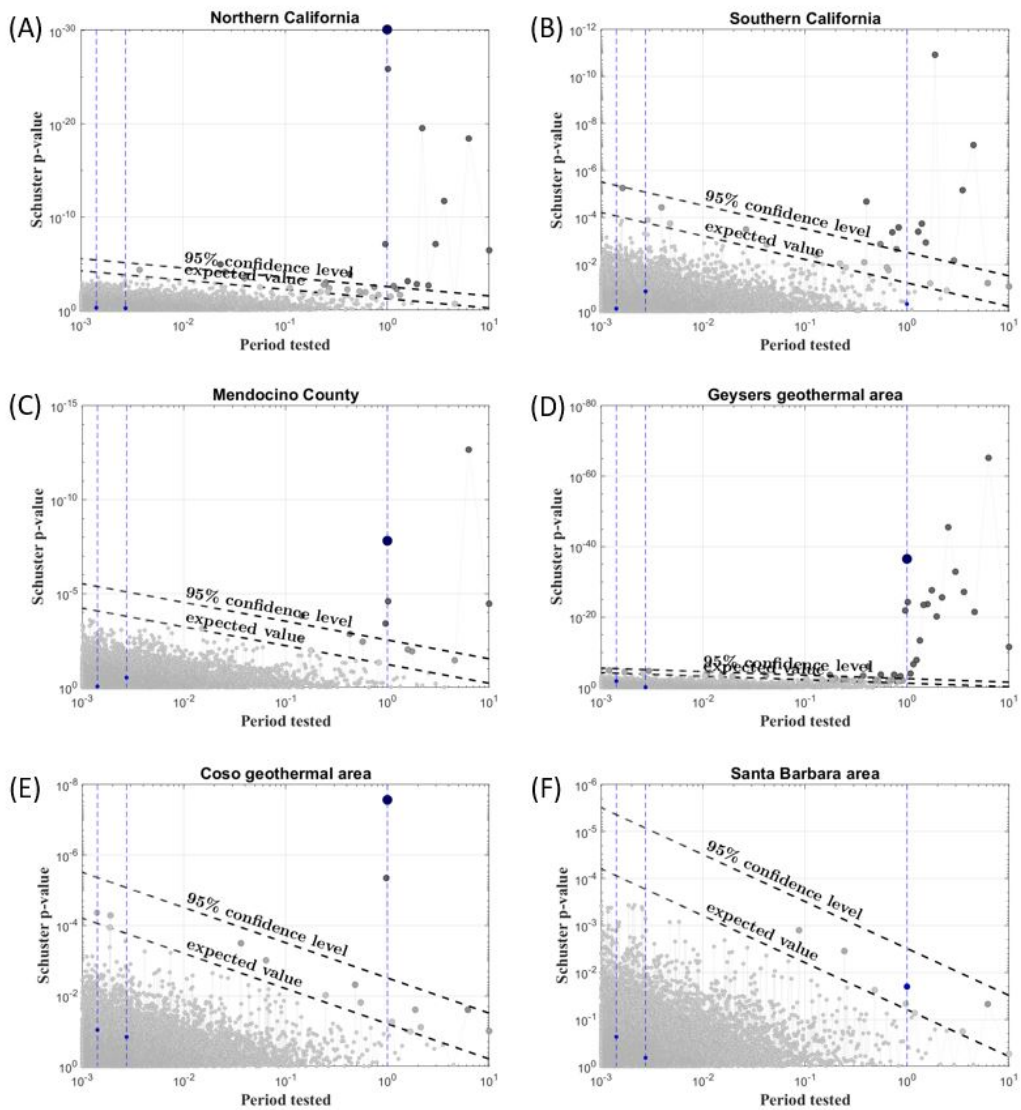 (A) Northern California
Schuster p-value
10^-30
10^-20
10^-10
10^0
95% confidence level
expected value
10^-3 10^-2 10^-1 10^0 10^1
Period tested
(B) Southern California
Schuster p-value
10^-12
10^-10
10^-8
10^-6
10^-4
10^-2
10^0
95% confidence level
expected value
10^-3 10^-2 10^-1 10^0 10^1
Period tested
(C) Mendocino County
Schuster p-value
10^-15
10^-10
10^-5
10^0
95% confidence level
expected value
10^-3 10^-2 10^-1 10^0 10^1
Period tested
(D) Geysers geothermal area
Schuster p-value
10^-80
10^-60
10^-40
10^-20
10^0
95% confidence level
expected value
10^-3 10^-2 10^-1 10^0 10^1
Period tested
(E) Coso geothermal area
Schuster p-value
10^-8
10^-6
10^-4
10^-2
10^0
95% confidence level
expected value
10^-3 10^-2 10^-1 10^0 10^1
Period tested
(F) Santa Barbara area
Schuster p-value
10^-6
10^-5
10^-4
10^-3
10^-2
10^-1
10^0
95% confidence level
expected value
10^-3 10^-2 10^-1 10^0 10^1
Period tested